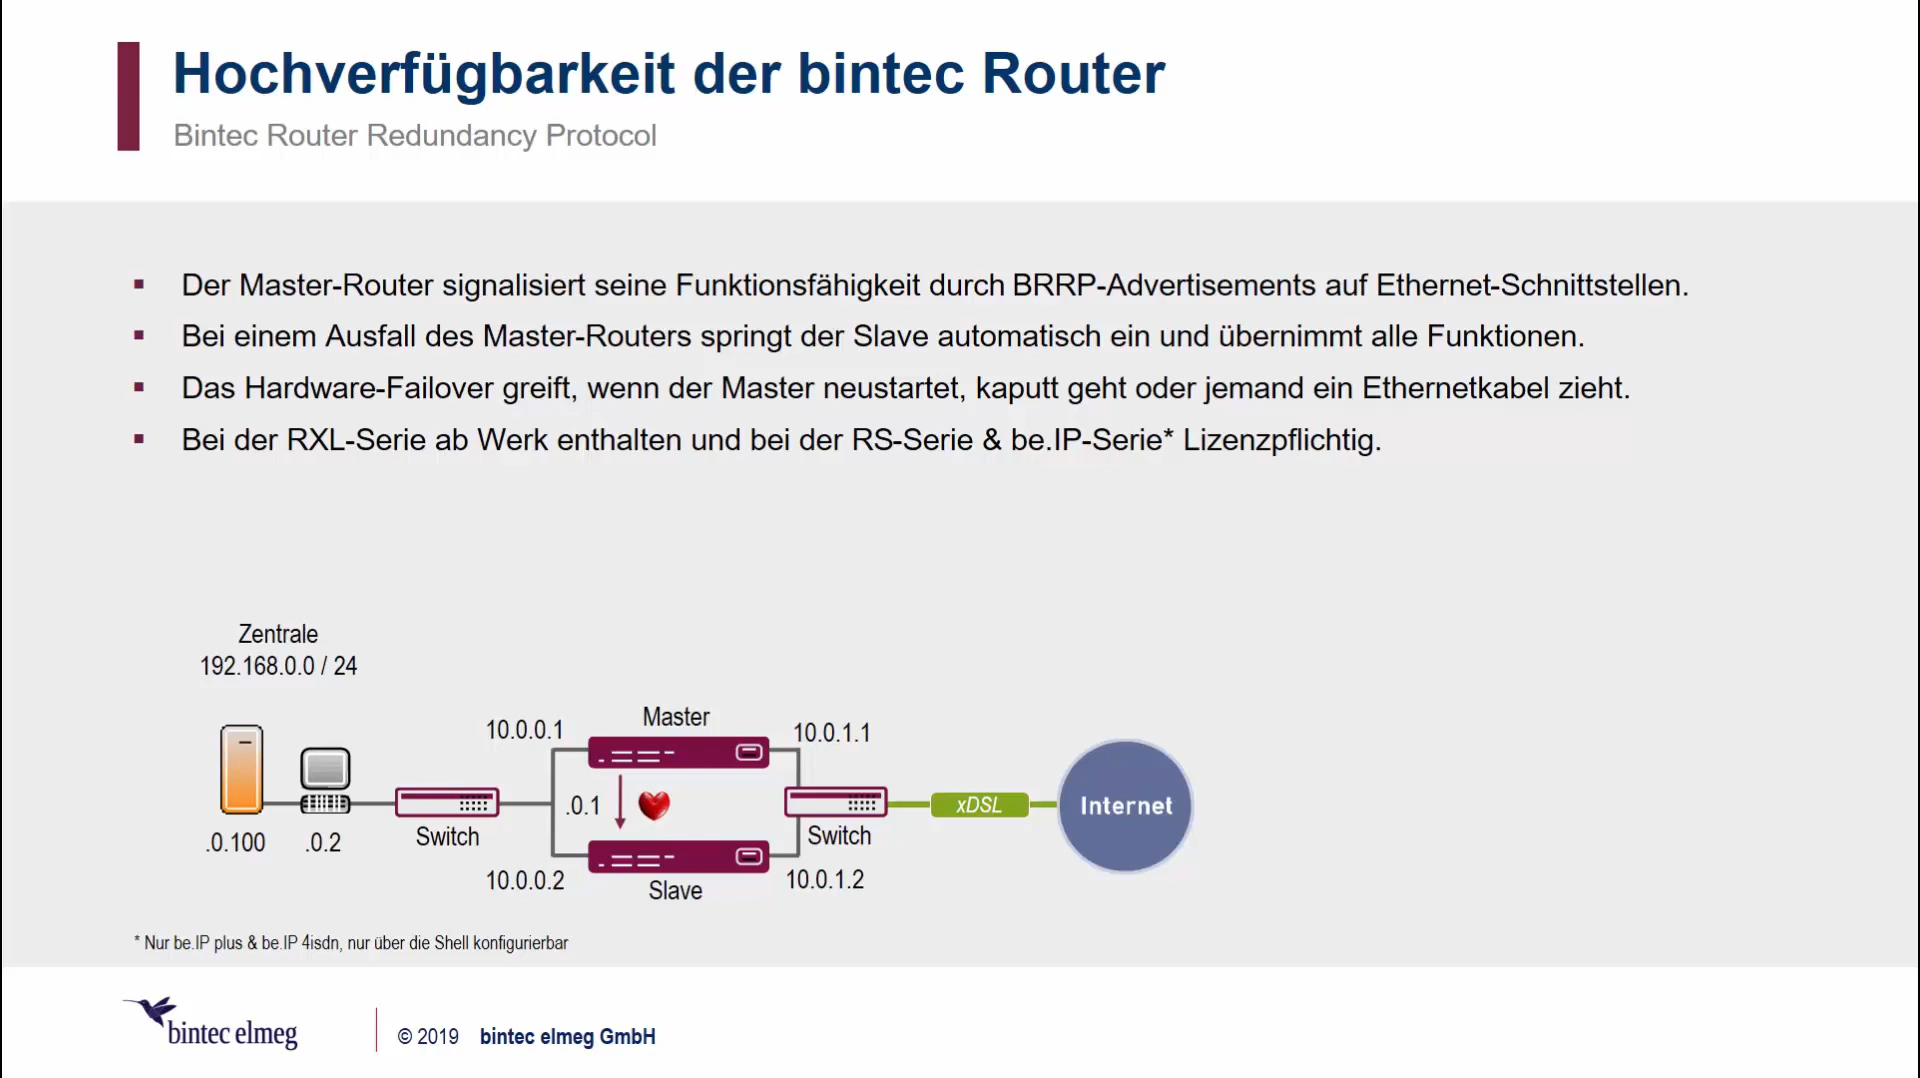 Hochverfügbarkeit der bintec Router
Bintec Router Redundancy Protocol
Der Master-Router signalisiert seine Funktionsfähigkeit durch BRRP-Advertisements auf Ethernet-Schnittstellen.
Bei einem Ausfall des Master-Routers springt der Slave automatisch ein und übernimmt alle Funktionen.
Das Hardware-Failover greift, wenn der Master neustartet, kaputt geht oder jemand ein Ethernetkabel zieht.
Bei der RXL-Serie ab Werk enthalten und bei der RS-Serie & be.IP-Serie* Lizenzpflichtig.
Zentrale
192.168.0.0 / 24
.0.100
.0.2
Switch
10.0.0.1
Master
10.0.1.1
.0.1
10.0.0.2
Slave
10.0.1.2
Switch
xDSL
Internet
* Nur be.IP plus & be.IP 4isdn, nur über die Shell konfigurierbar
bintec elmeg
© 2019 bintec elmeg GmbH